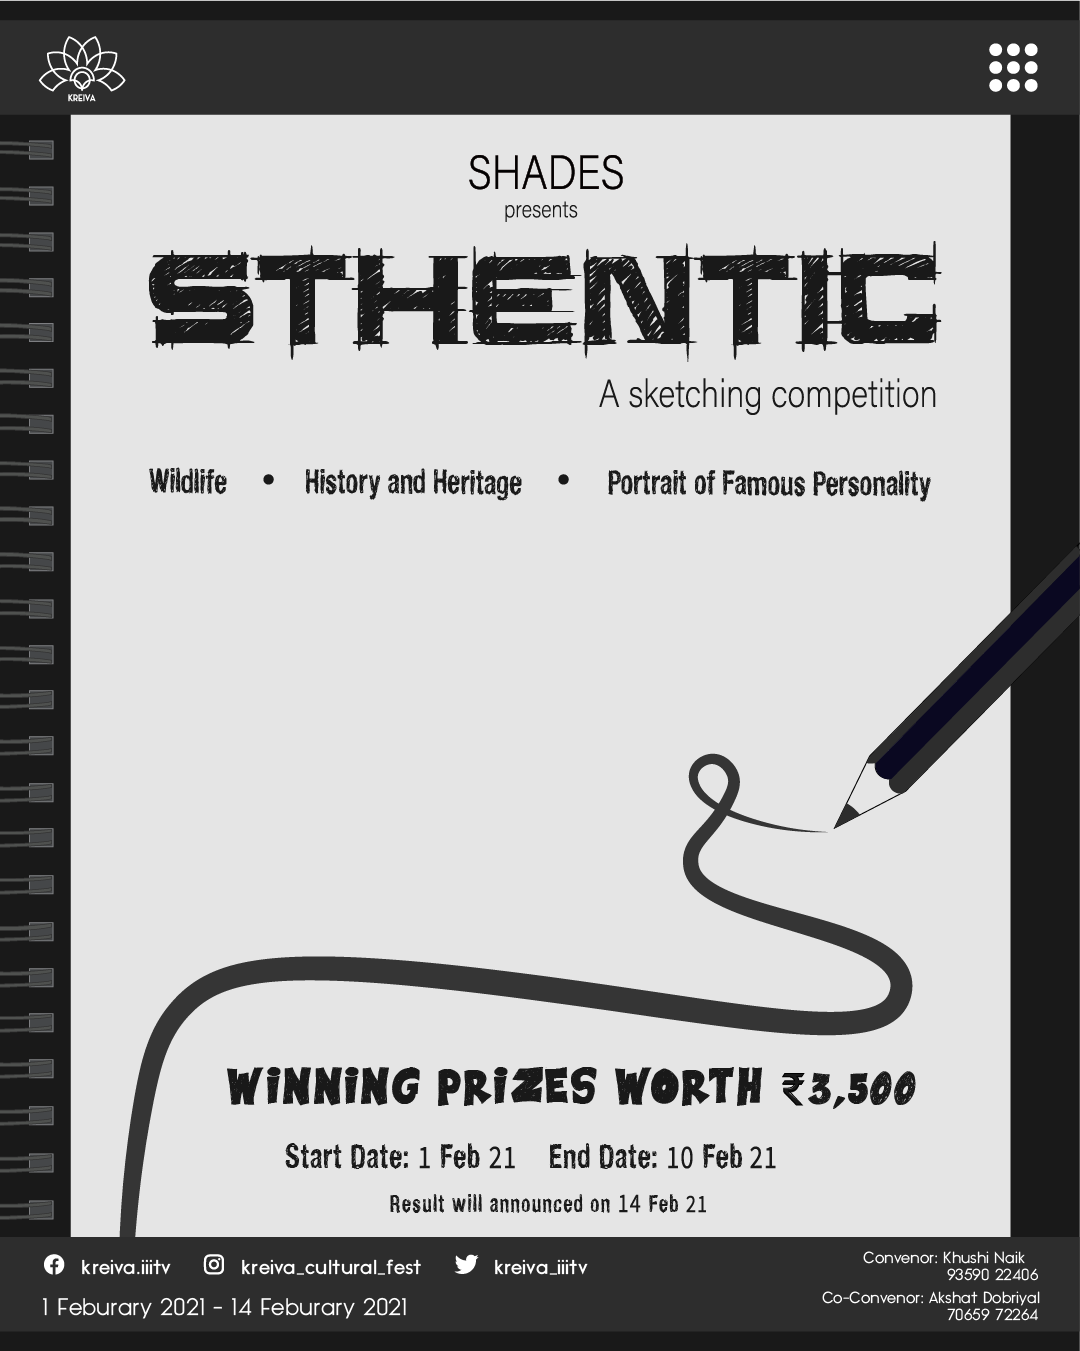 KREIVA
SHADES
presents
STHENTIC
A sketching competition
Wildlife • History and Heritage • Portrait of Famous Personality
WiNNiNG PRiZES WORTH ₹3,500
Start Date: 1 Feb 21 End Date: 10 Feb 21
Result will announced on 14 Feb 21
kreiva.iiitv kreiva_cultural_fest kreiva_iiitv
1 Feburary 2021 - 14 Feburary 2021
Convenor: Khushi Naik
93590 22406
Co-Convenor: Akshat Dobriyal
70659 72264